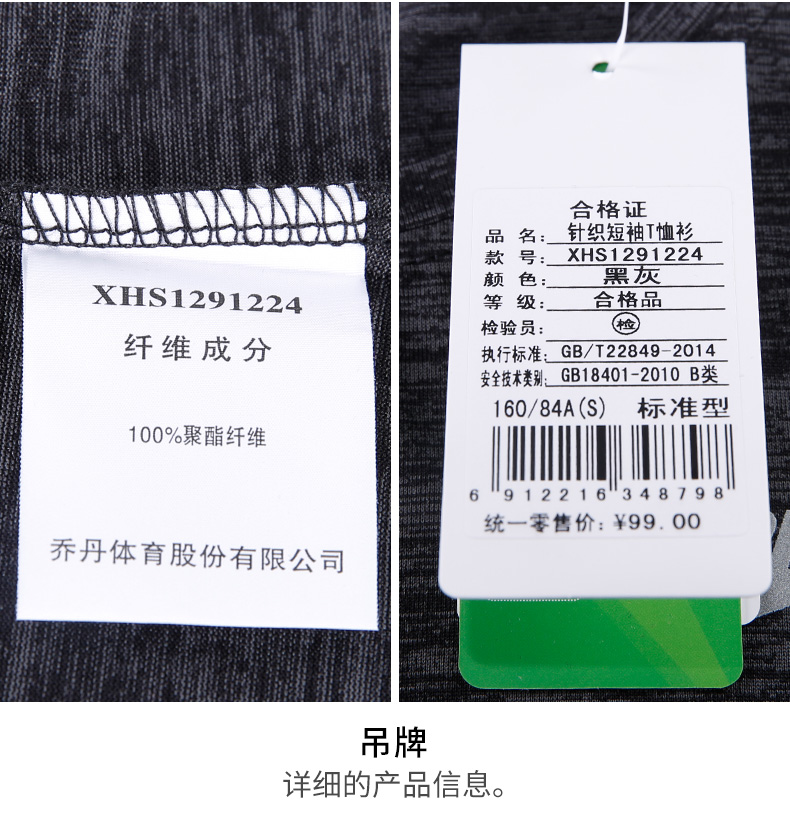 XHS1291224
纤维成分
100%聚酯纤维
乔丹体育股份有限公司
合格证
品 名: 针织短袖T恤衫
款 号: XHS1291224
颜 色: 黑灰
等 级: 合格品
检验员: 检
执行标准: GB/T22849-2014
安全技术类别: GB18401-2010 B类
160/84A(S) 标准型
6 912216 348798
统一零售价: ¥99.00
吊牌
详细的产品信息。